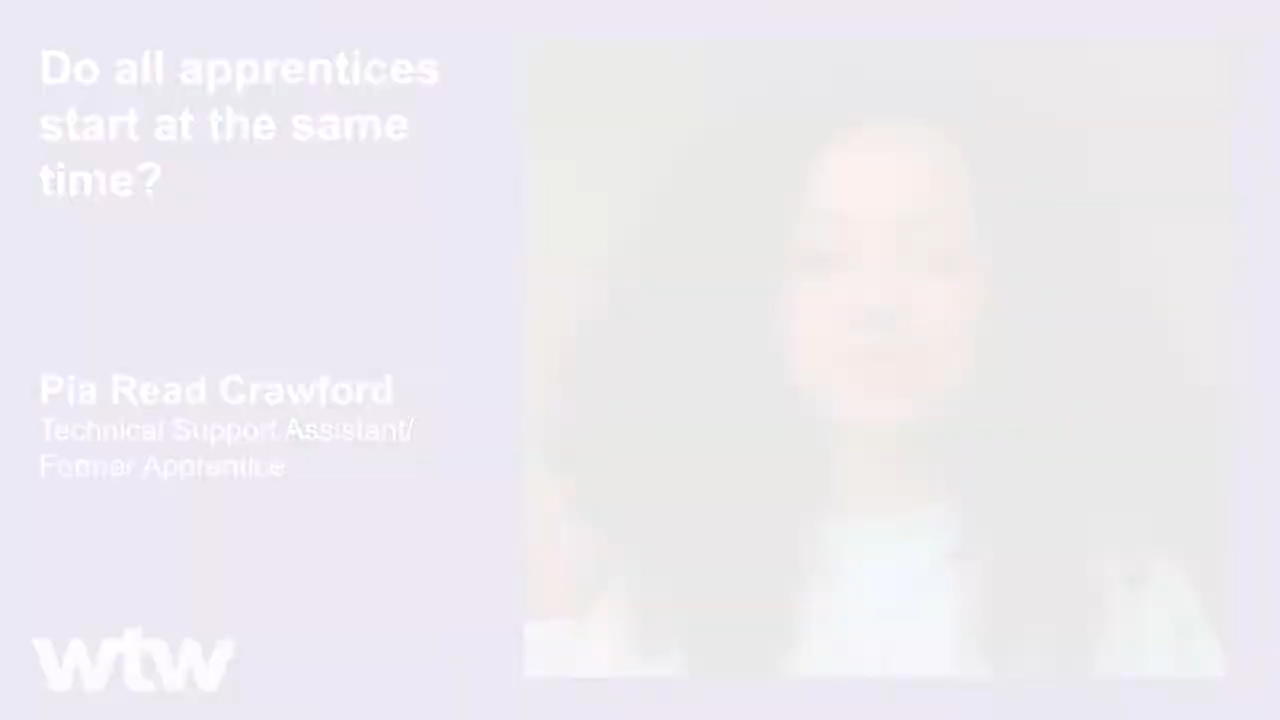 Do all apprentices
start at the same
time?
Pia Read Crawford
Technical Support Assistant/
Former Apprentice
wtw